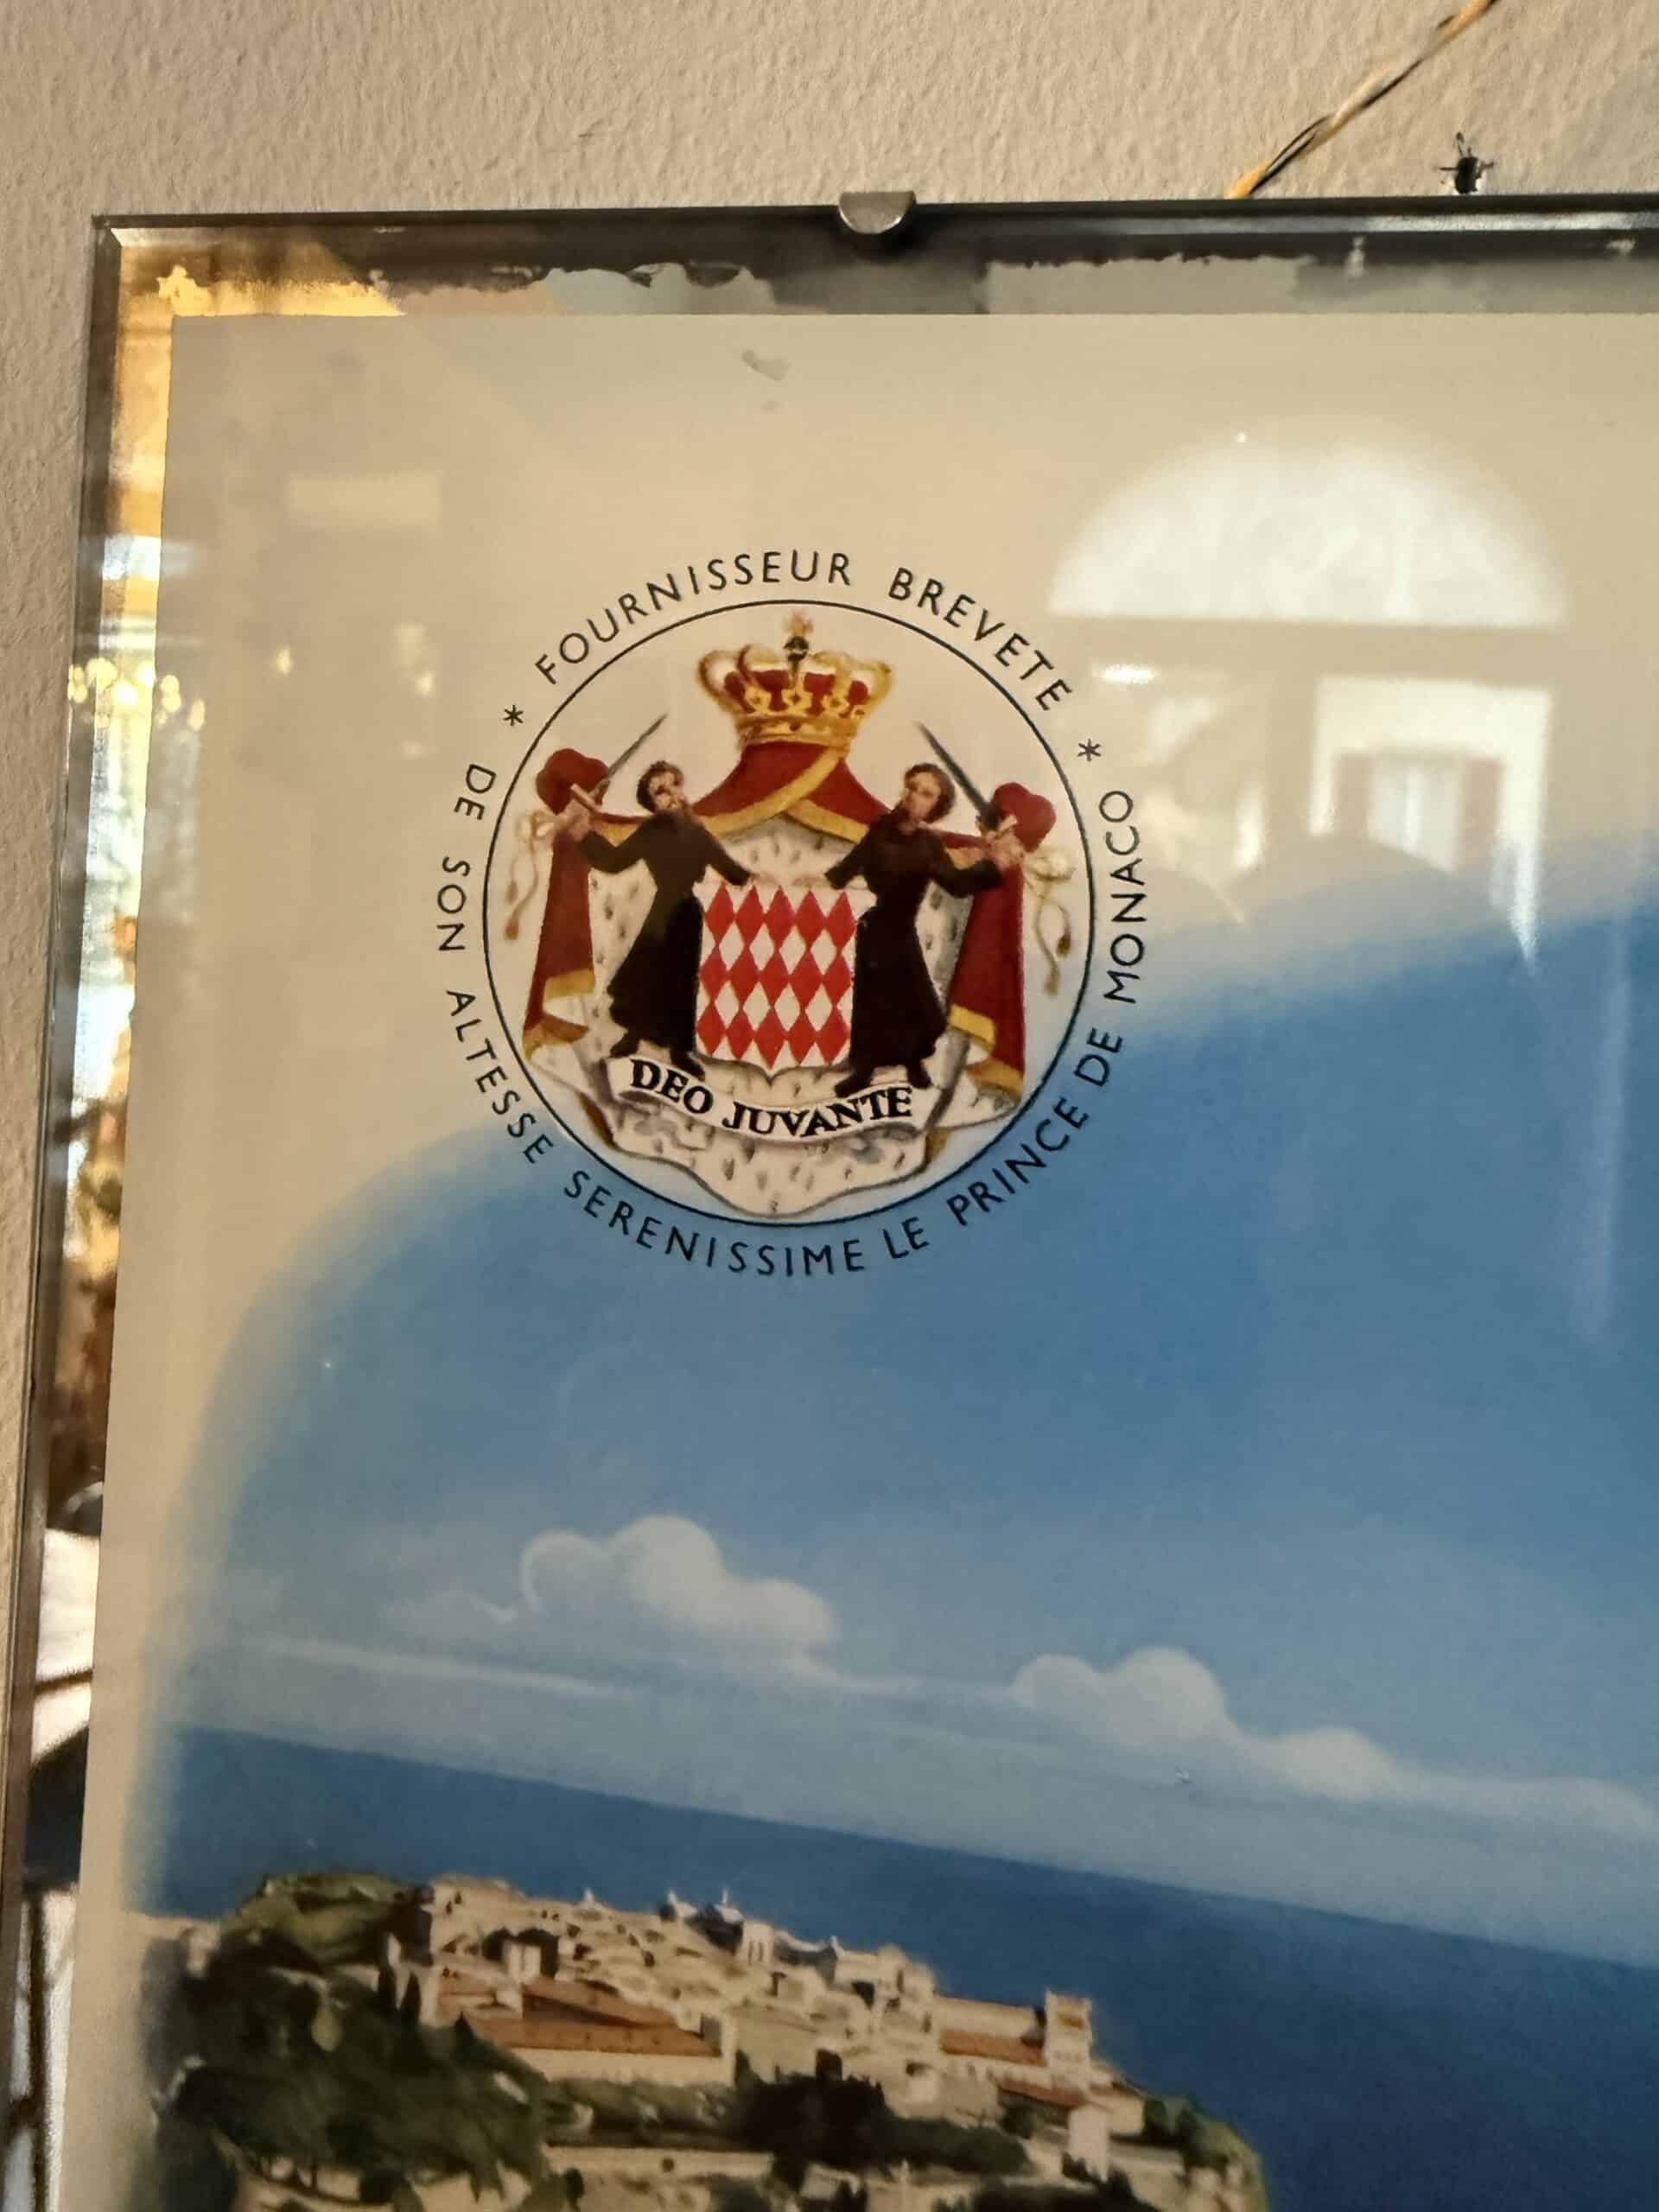 FOURNISSEUR BREVETE
* DE SON ALTESSE SERENISSIME LE PRINCE DE MONACO *
DEO JUVANTE